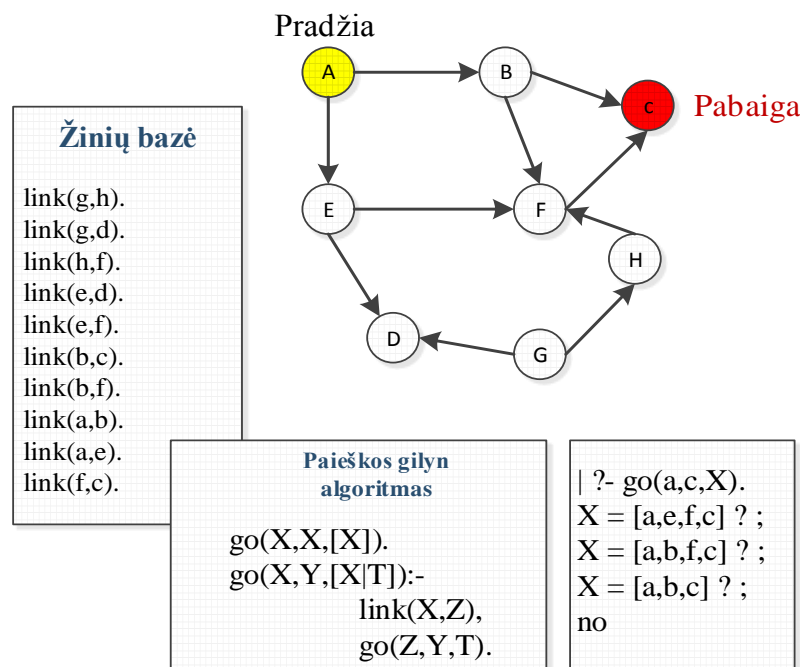 Pradžia
A
B
c
Pabaiga
E
F
H
D
G
Žinių bazė
link(g,h).
link(g,d).
link(h,f).
link(e,d).
link(e,f).
link(b,c).
link(b,f).
link(a,b).
link(a,e).
link(f,c).
Paieškos gilyn
algoritmas
go(X,X,[X]).
go(X,Y,[X|T]):-
link(X,Z),
go(Z,Y,T).
| ?- go(a,c,X).
X = [a,e,f,c] ? ;
X = [a,b,f,c] ? ;
X = [a,b,c] ? ;
no